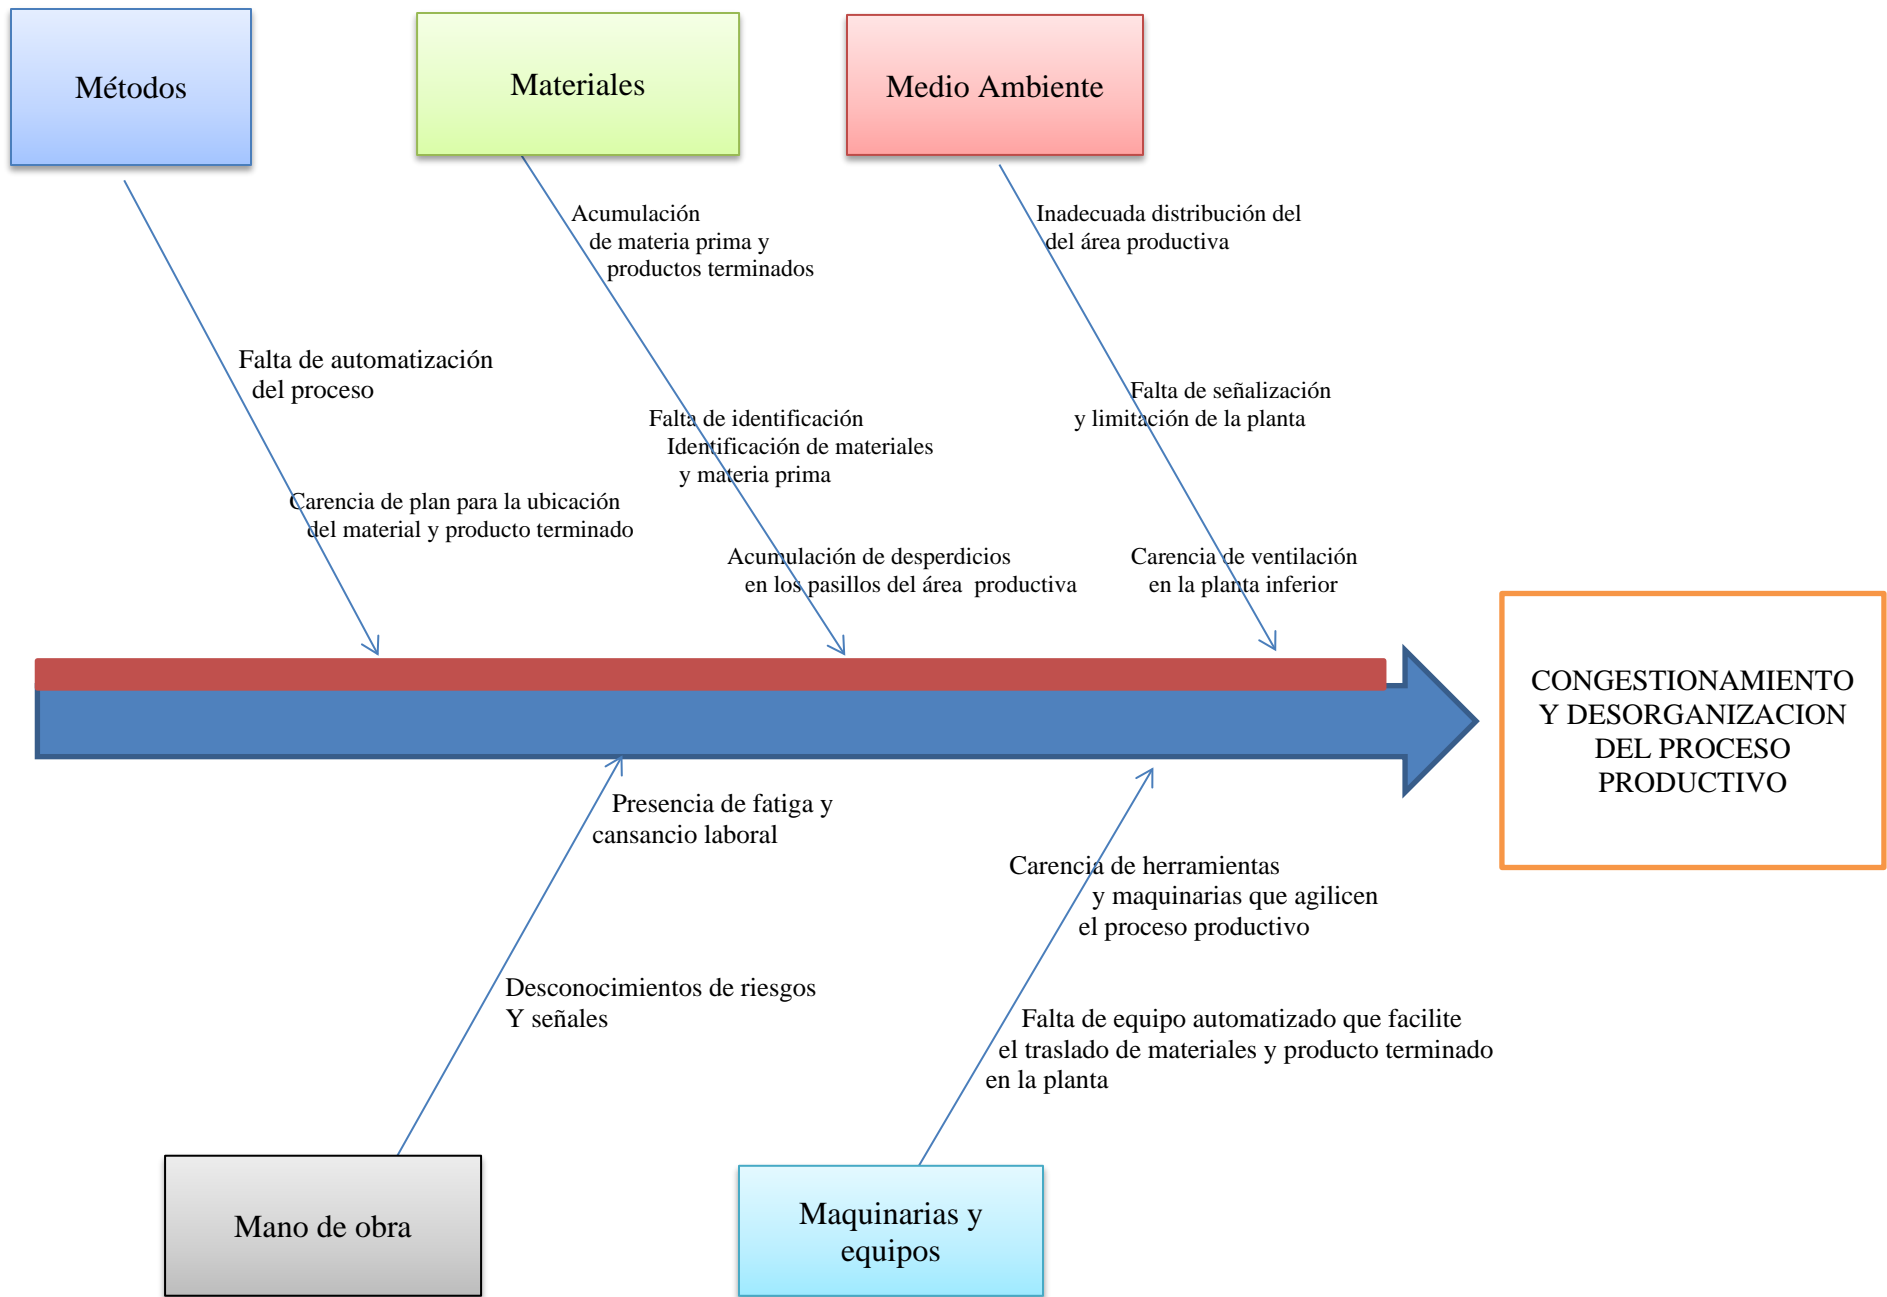 Métodos
Materiales
Medio Ambiente
Acumulación
de materia prima y
productos terminados
Inadecuada distribución del
del área productiva
Falta de automatización
del proceso
Falta de identificación
Identificación de materiales
y materia prima
Falta de señalización
y limitación de la planta
Carencia de plan para la ubicación
del material y producto terminado
Acumulación de desperdicios
en los pasillos del área productiva
Carencia de ventilación
en la planta inferior
CONGESTIONAMIENTO
Y DESORGANIZACION
DEL PROCESO
PRODUCTIVO
Presencia de fatiga y
cansancio laboral
Carencia de herramientas
y maquinarias que agilicen
el proceso productivo
Desconocimientos de riesgos
Y señales
Falta de equipo automatizado que facilite
el traslado de materiales y producto terminado
en la planta
Mano de obra
Maquinarias y
equipos